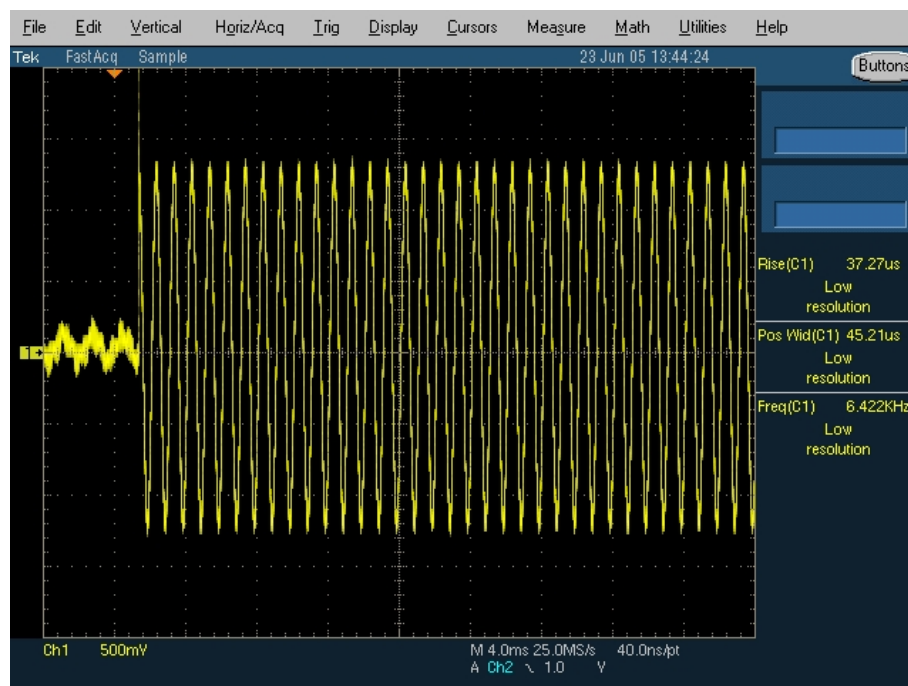 File Edit Vertical Horiz/Acq Trig Display Cursors Measure Math Utilities Help
Tek FastAcq Sample 23 Jun 05 13:44:24
Buttons
Rise(C1) 37.27us
Low
resolution
1
Pos Wid(C1) 45.21us
Low
resolution
Freq(C1) 6.422KHz
Low
resolution
Ch1 500mV M 4.0ms 25.0MS/s 40.0ns/pt
A Ch2 \ 1.0 V